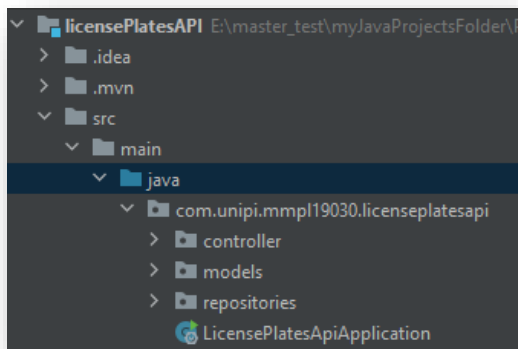 licensePlatesAPI E:\master_test\myJavaProjectsFolder\
.idea
.mvn
src
main
java
com.unipi.mmpl19030.licenseplatesapi
controller
models
repositories
LicensePlatesApiApplication